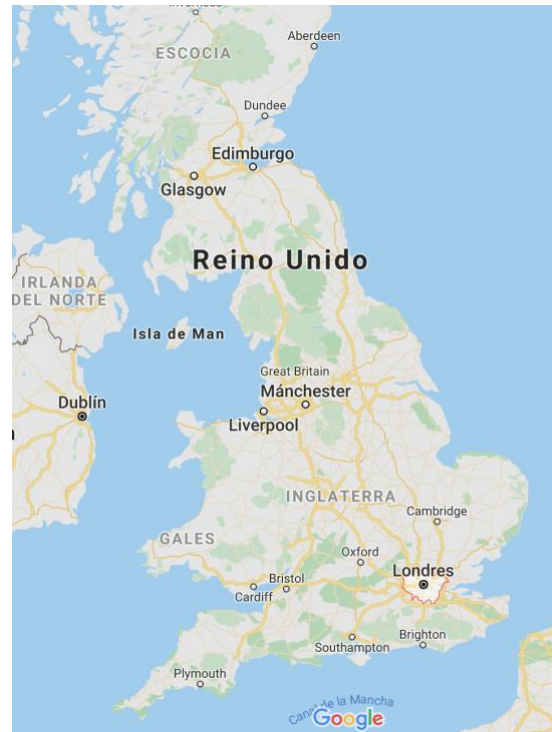 Aberdeen
ESCOCIA
Dundee
Edimburgo
Glasgow
Reino Unido
IRLANDA
DEL NORTE
Isla de Man
Great Britain
Mánchester
Dublín
Liverpool
INGLATERRA
Cambridge
GALES
Oxford
Londres
Bristol
Cardiff
Brighton
Southampton
Plymouth
Canal de la Mancha
Google